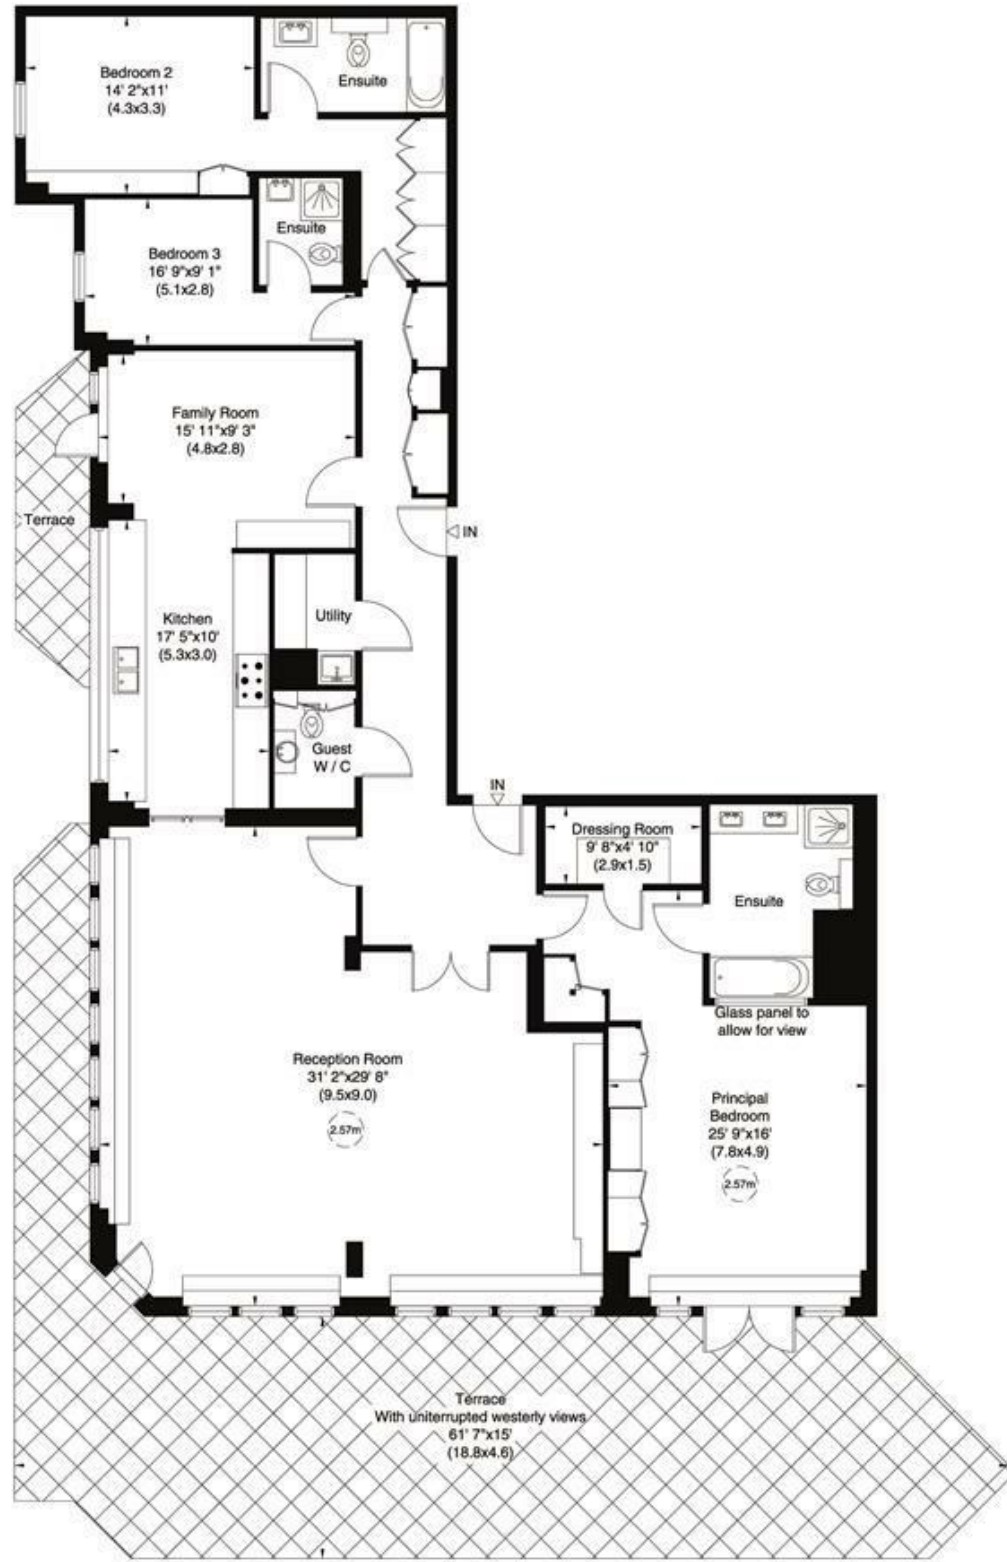 Bedroom 2
14' 2"x11'
(4.3x3.3)
Ensuite
Ensuite
Bedroom 3
16' 9"x9' 1"
(5.1x2.8)
Family Room
15' 11"x9' 3"
(4.8x2.8)
Terrace
IN
Utility
Kitchen
17' 5"x10'
(5.3x3.0)
Guest
W / C
IN
Dressing Room
9' 8"x4' 10"
(2.9x1.5)
Ensuite
Glass panel to
allow for view
Reception Room
31' 2"x29' 8"
(9.5x9.0)
2.57m
Principal
Bedroom
25' 9"x16'
(7.8x4.9)
2.57m
Terrace
With uniterrupted westerly views
61' 7"x15'
(18.8x4.6)